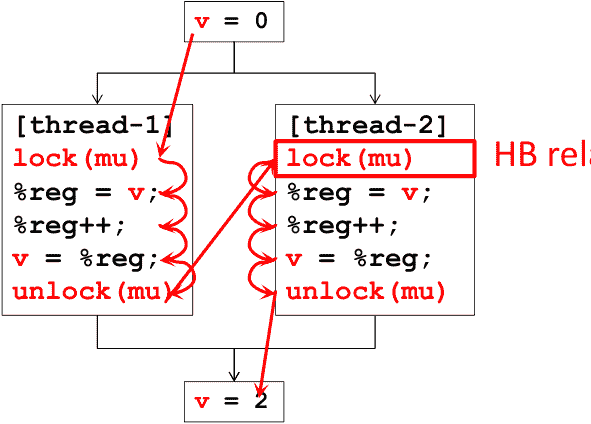 v = 0
[thread-1]
lock(mu)
%reg = v;
%reg++;
v = %reg;
unlock(mu)
[thread-2]
lock(mu)
%reg = v;
%reg++;
v = %reg;
unlock(mu)
HB rela
v = 2